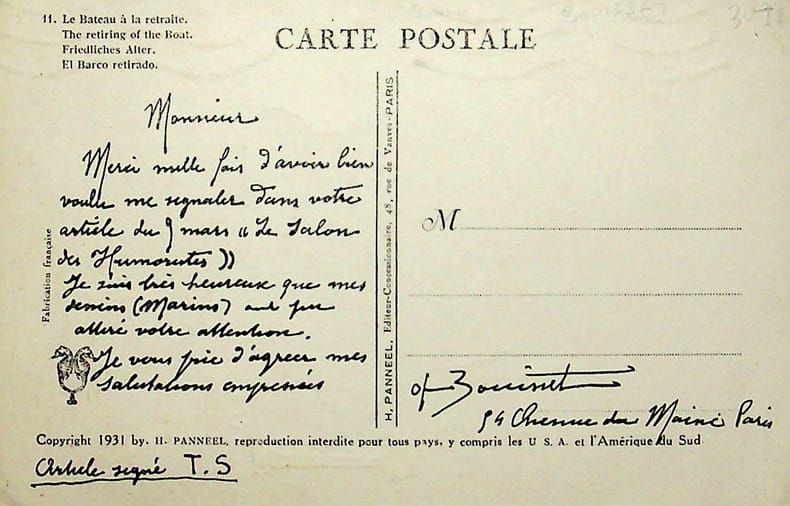 11. Le Bateau à la retraite.
The retiring of the Boat.
Friedliches Alter.
El Barco retirado.
CARTE POSTALE
Monsieur
Merci mille fois d'avoir bien
voulu me signaler dans votre
article du 9 mars « Le Salon
des Humoristes »
Je suis très heureux que mes
dessins (Marins) ont pu
attiré votre attention.
Je vous prie d'agréer mes
salutations empressées
Fabrication française
H. PANNEEL, Editeur-Concessionnaire, 48, rue de Vanves - PARIS
M
Bouinet
54 Avenue du Maine Paris
Copyright 1931 by. H. PANNEEL, reproduction interdite pour tous pays, y compris les U S. A. et l'Amérique du Sud
Article signé T. S